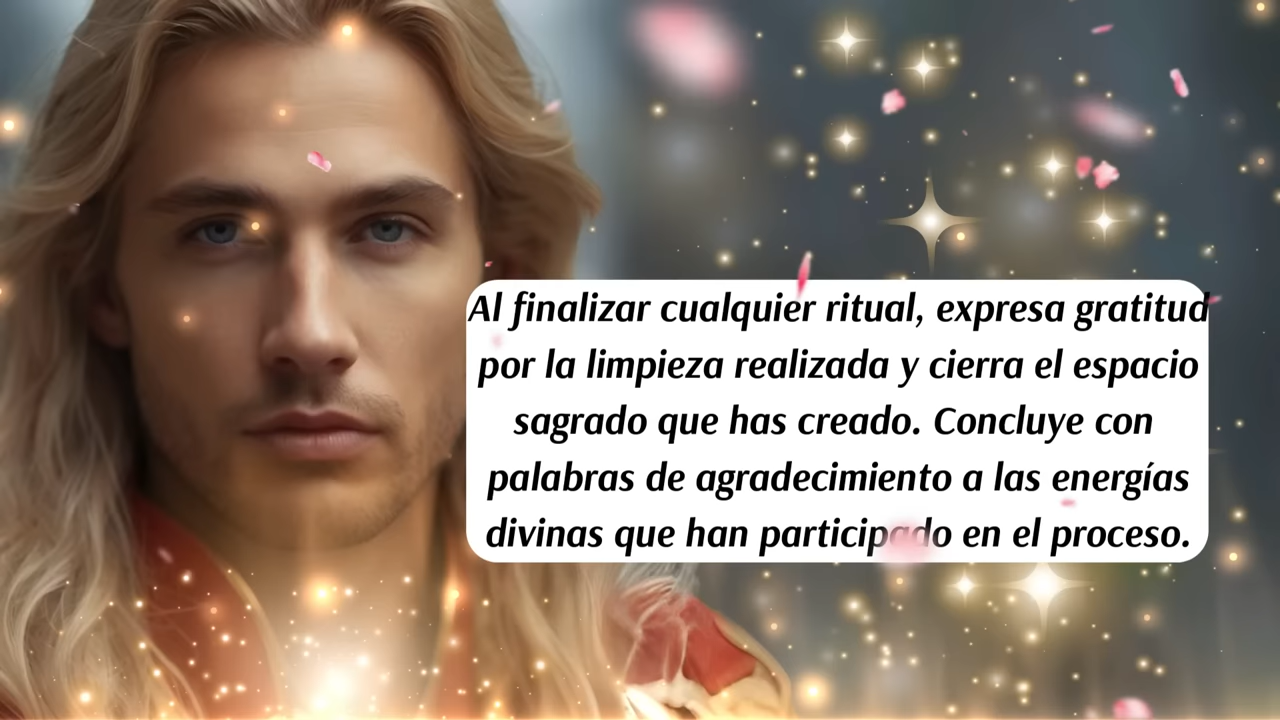 Al finalizar cualquier ritual, expresa gratitud
por la limpieza realizada y cierra el espacio
sagrado que has creado. Concluye con
palabras de agradecimiento a las energías
divinas que han participado en el proceso.